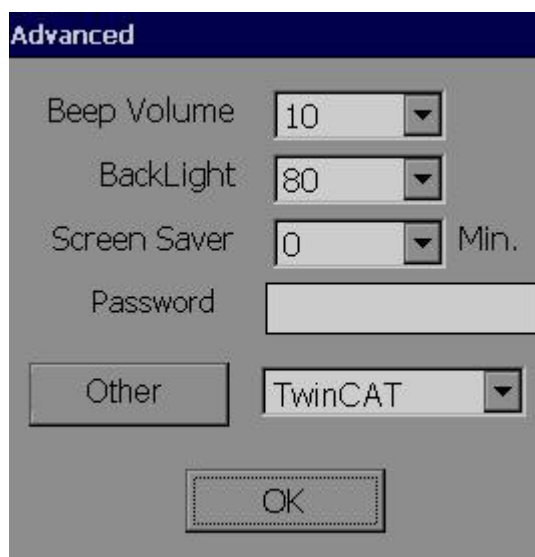 Advanced
Beep Volume 10
BackLight 80
Screen Saver 0 Min.
Password
Other TwinCAT
OK